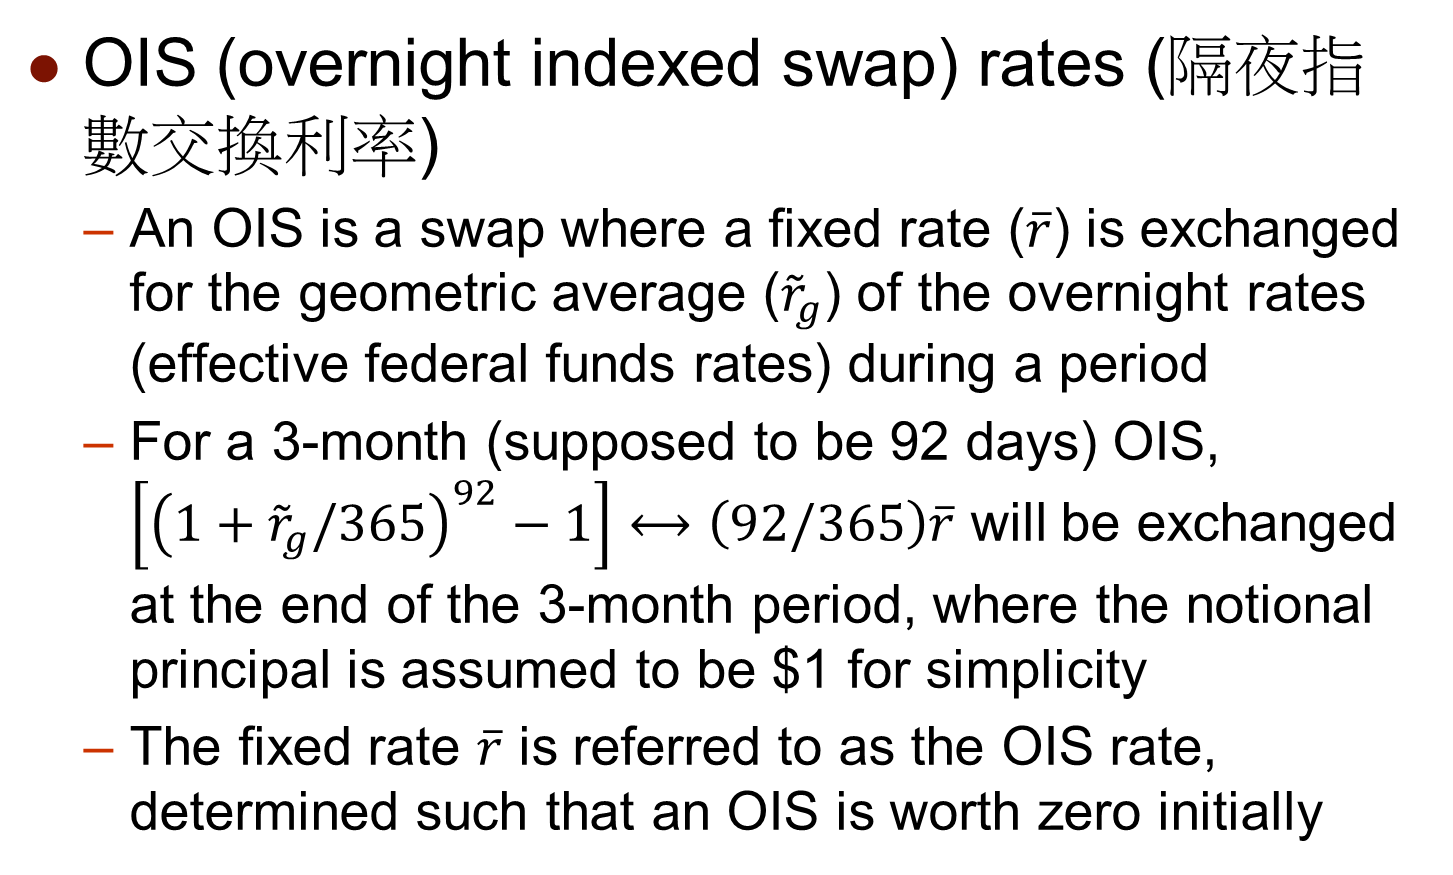 ● OIS (overnight indexed swap) rates (隔夜指
數交換利率)
– An OIS is a swap where a fixed rate (r̄) is exchanged
for the geometric average (r̃_g) of the overnight rates
(effective federal funds rates) during a period
– For a 3-month (supposed to be 92 days) OIS,
[(1 + r̃_g/365)^92 − 1] ↔ (92/365)r̄ will be exchanged
at the end of the 3-month period, where the notional
principal is assumed to be $1 for simplicity
– The fixed rate r̄ is referred to as the OIS rate,
determined such that an OIS is worth zero initially